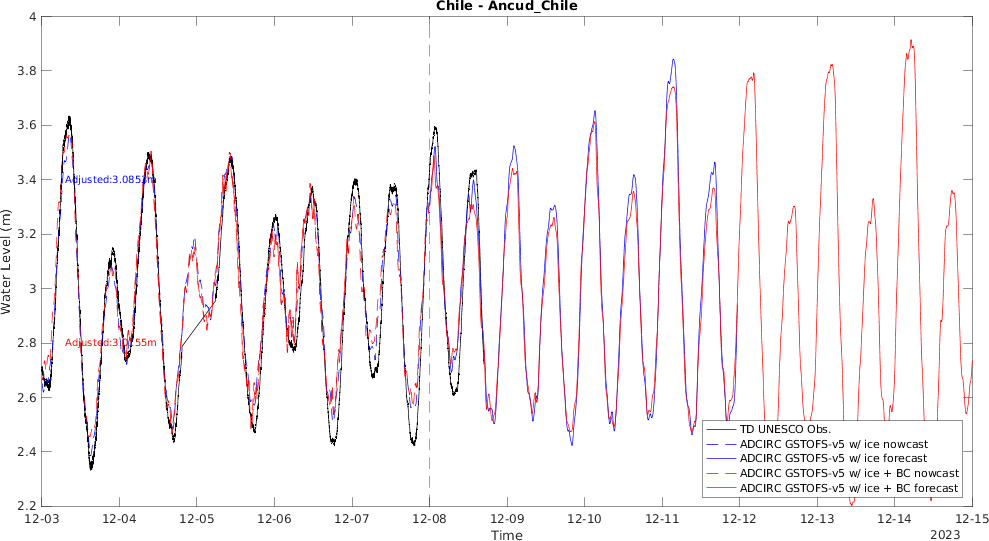 Chile - Ancud_Chile
4
3.8
3.6
3.4
3.2
3
2.8
2.6
2.4
2.2
Water Level (m)
Adjusted:3.0853m
TD UNESCO Obs.
ADCIRC GSTOFS-v5 w/ ice nowcast
ADCIRC GSTOFS-v5 w/ ice forecast
ADCIRC GSTOFS-v5 w/ ice + BC nowcast
ADCIRC GSTOFS-v5 w/ ice + BC forecast
12-03 12-04 12-05 12-06 12-07 12-08 12-09 12-10 12-11 12-12 12-13 12-14 12-15
Time
2023